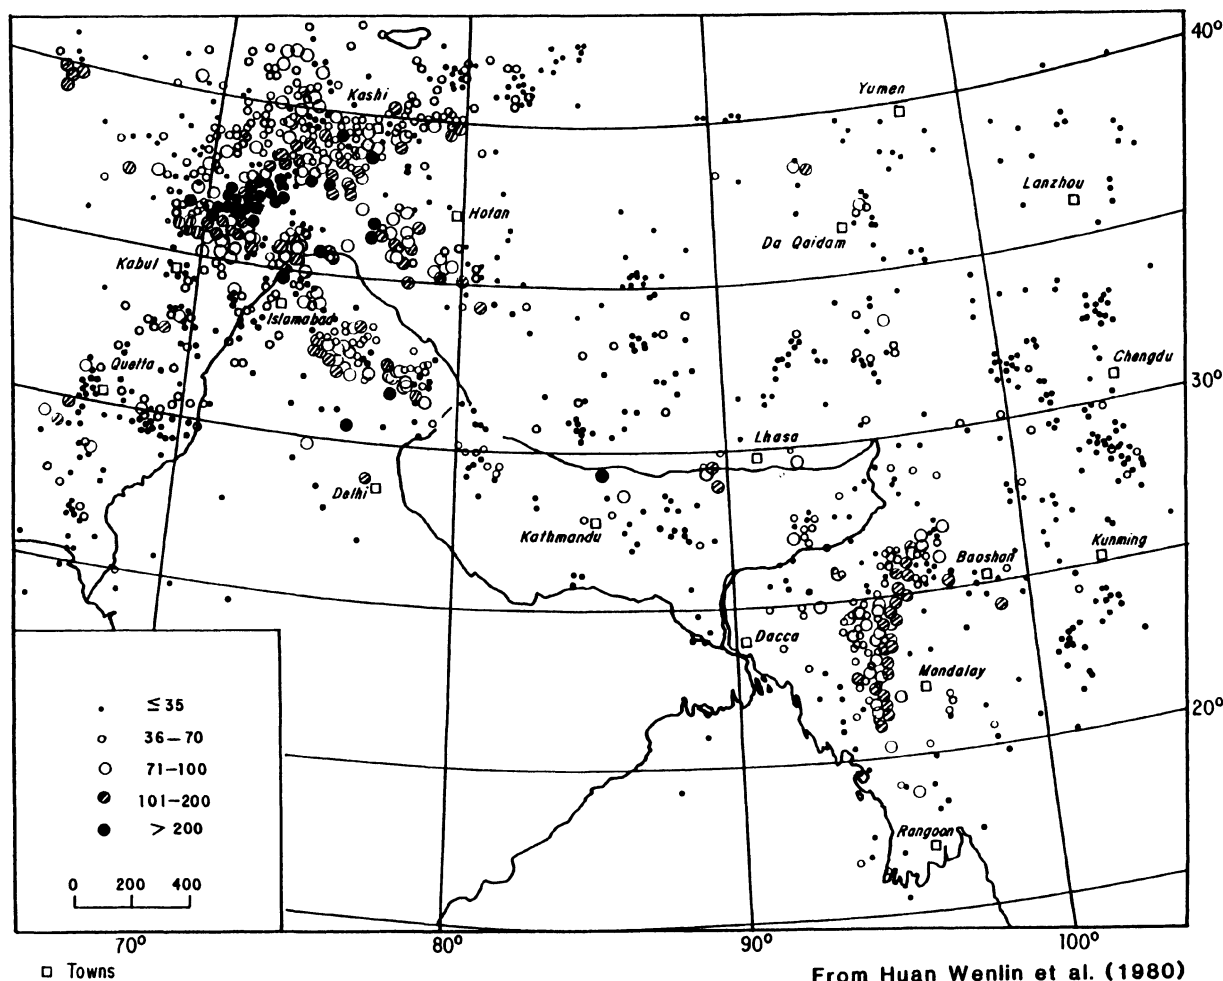 40°
Yumen
Kashi
Lanzhou
Hotan
Da Qaidam
Kabul
Islamabad
Chengdu
Quetta
30°
Lhasa
Delhi
Kathmandu
Baoshan
Kunming
Dacca
Mandalay
20°
≤35
36–70
71–100
101–200
> 200
Rangoon
0 200 400
70° 80° 90° 100°
Towns
From Huan Wenlin et al. (1980)